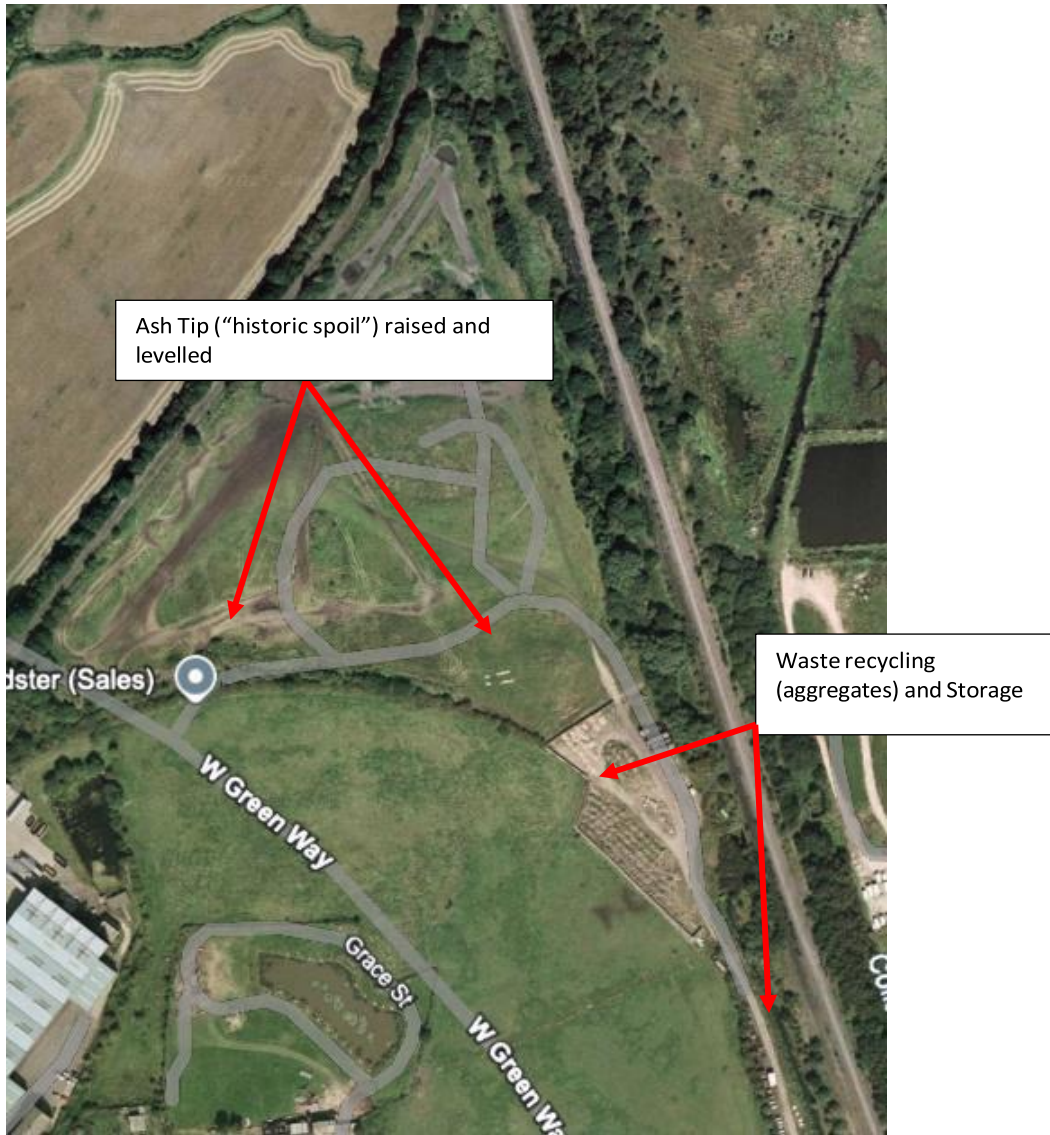 Ash Tip (“historic spoil”) raised and
levelled
Waste recycling
(aggregates) and Storage
dster (Sales)
W Green Way
Grace St
W Green Wa